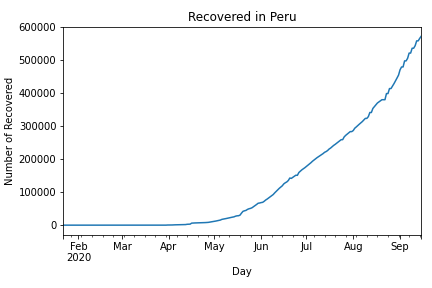 Recovered in Peru
Number of Recovered
600000
500000
400000
300000
200000
100000
0
Feb Mar Apr May Jun Jul Aug Sep
2020
Day